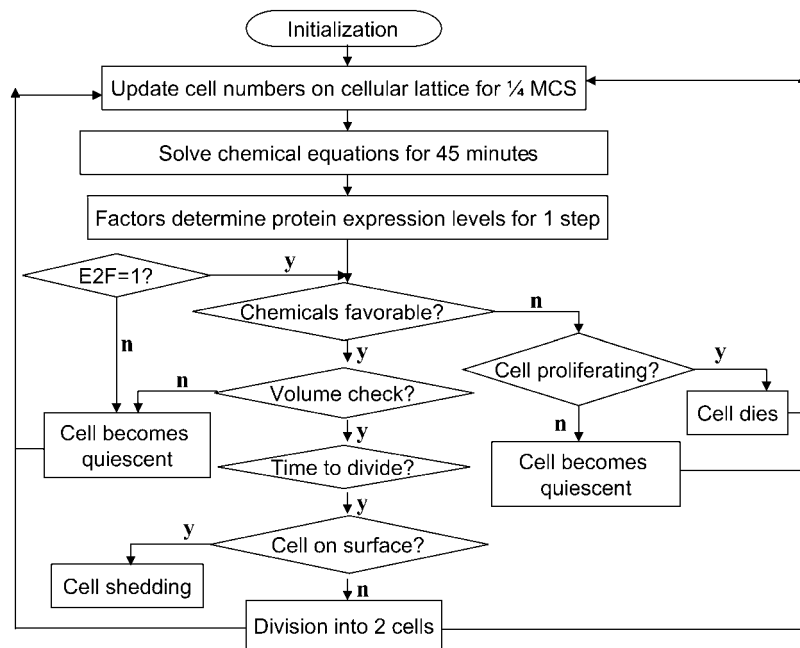 Initialization
Update cell numbers on cellular lattice for ¼ MCS
Solve chemical equations for 45 minutes
Factors determine protein expression levels for 1 step
E2F=1?
y
n
Chemicals favorable?
n
y
Cell proliferating?
y
n
Cell dies
Volume check?
n
y
Cell becomes
quiescent
Cell becomes
quiescent
Time to divide?
y
Cell on surface?
y
n
Cell shedding
Division into 2 cells